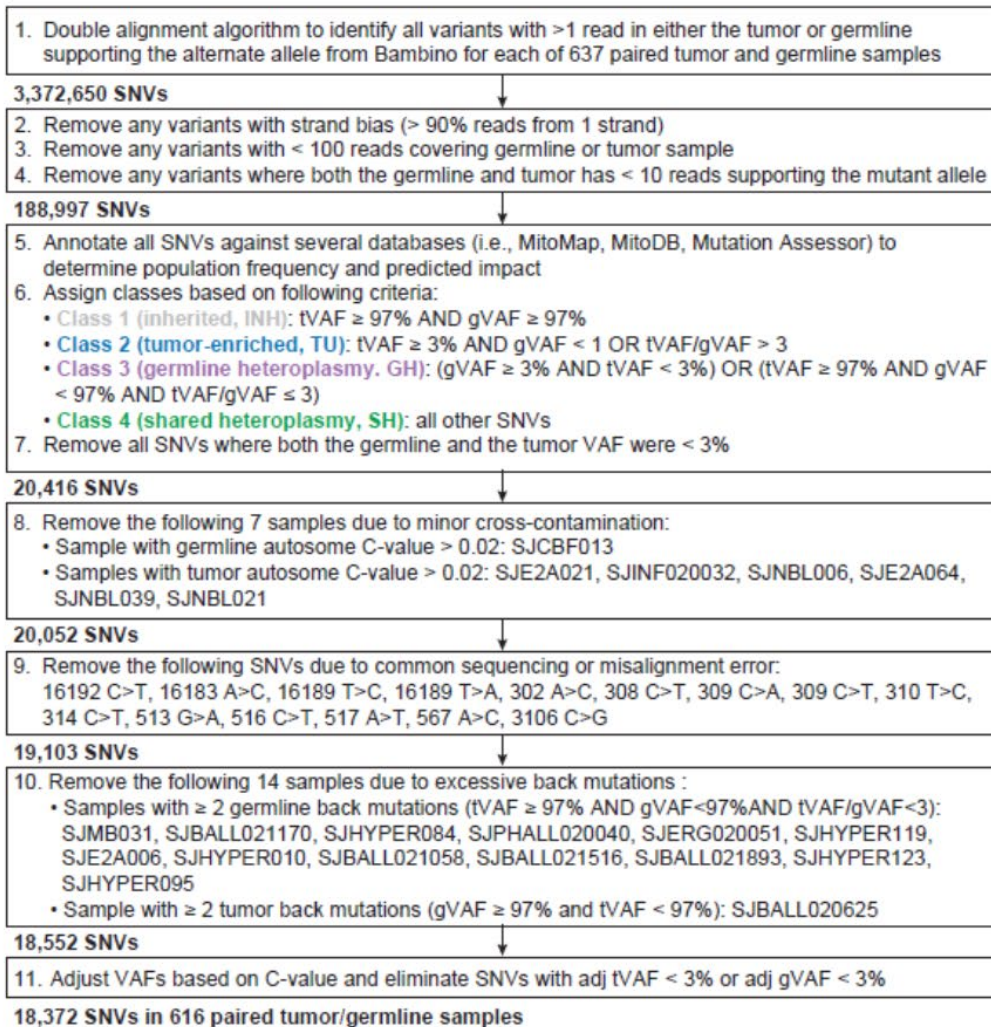 1. Double alignment algorithm to identify all variants with >1 read in either the tumor or germline
supporting the alternate allele from Bambino for each of 637 paired tumor and germline samples
3,372,650 SNVs
2. Remove any variants with strand bias (> 90% reads from 1 strand)
3. Remove any variants with < 100 reads covering germline or tumor sample
4. Remove any variants where both the germline and tumor has < 10 reads supporting the mutant allele
188,997 SNVs
5. Annotate all SNVs against several databases (i.e., MitoMap, MitoDB, Mutation Assessor) to
determine population frequency and predicted impact
6. Assign classes based on following criteria:
• Class 1 (inherited, INH): tVAF ≥ 97% AND gVAF ≥ 97%
• Class 2 (tumor-enriched, TU): tVAF ≥ 3% AND gVAF < 1 OR tVAF/gVAF > 3
• Class 3 (germline heteroplasmy. GH): (gVAF ≥ 3% AND tVAF < 3%) OR (tVAF ≥ 97% AND gVAF
< 97% AND tVAF/gVAF ≤ 3)
• Class 4 (shared heteroplasmy, SH): all other SNVs
7. Remove all SNVs where both the germline and the tumor VAF were < 3%
20,416 SNVs
8. Remove the following 7 samples due to minor cross-contamination:
• Sample with germline autosome C-value > 0.02: SJCBF013
• Samples with tumor autosome C-value > 0.02: SJE2A021, SJINF020032, SJNBL006, SJE2A064,
SJNBL039, SJNBL021
20,052 SNVs
9. Remove the following SNVs due to common sequencing or misalignment error:
16192 C>T, 16183 A>C, 16189 T>C, 16189 T>A, 302 A>C, 308 C>T, 309 C>A, 309 C>T, 310 T>C,
314 C>T, 513 G>A, 516 C>T, 517 A>T, 567 A>C, 3106 C>G
19,103 SNVs
10. Remove the following 14 samples due to excessive back mutations :
• Samples with ≥ 2 germline back mutations (tVAF ≥ 97% AND gVAF<97%AND tVAF/gVAF<3):
SJMB031, SJBALL021170, SJHYPER084, SJPHALL020040, SJERG020051, SJHYPER119,
SJE2A006, SJHYPER010, SJBALL021058, SJBALL021516, SJBALL021893, SJHYPER123,
SJHYPER095
• Sample with ≥ 2 tumor back mutations (gVAF ≥ 97% and tVAF < 97%): SJBALL020625
18,552 SNVs
11. Adjust VAFs based on C-value and eliminate SNVs with adj tVAF < 3% or adj gVAF < 3%
18,372 SNVs in 616 paired tumor/germline samples